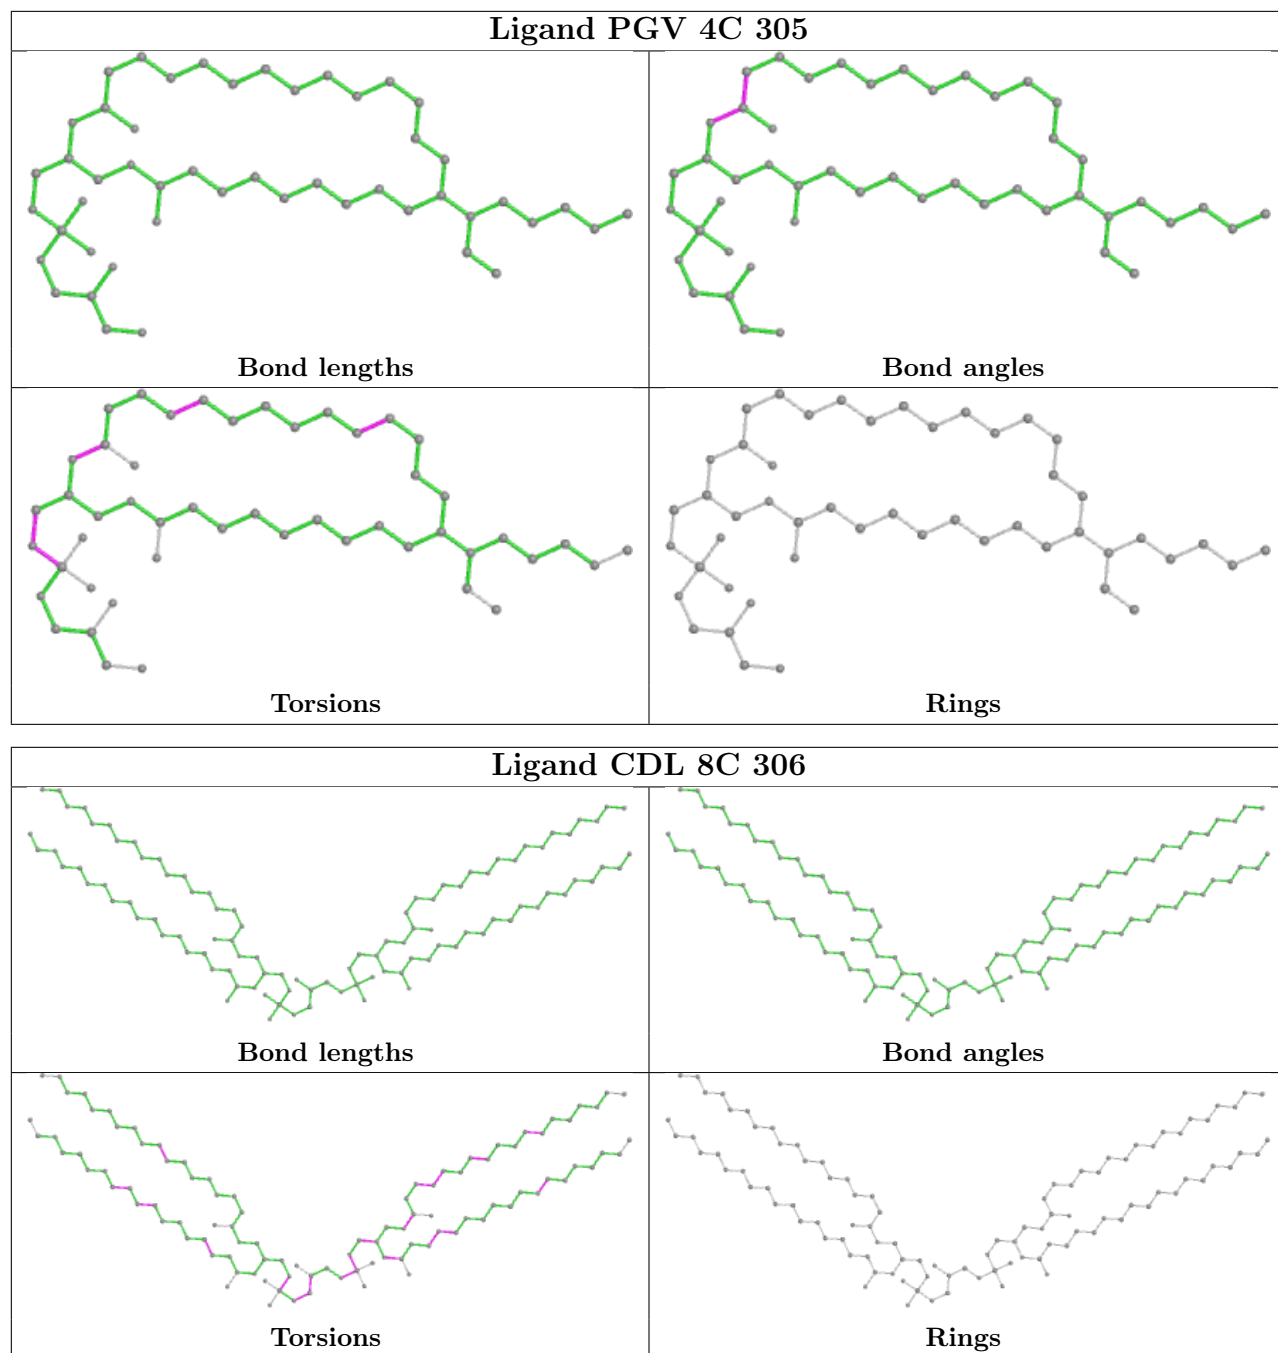 Ligand PGV 4C 305
Bond lengths
Bond angles
Torsions
Rings
Ligand CDL 8C 306
Bond lengths
Bond angles
Torsions
Rings